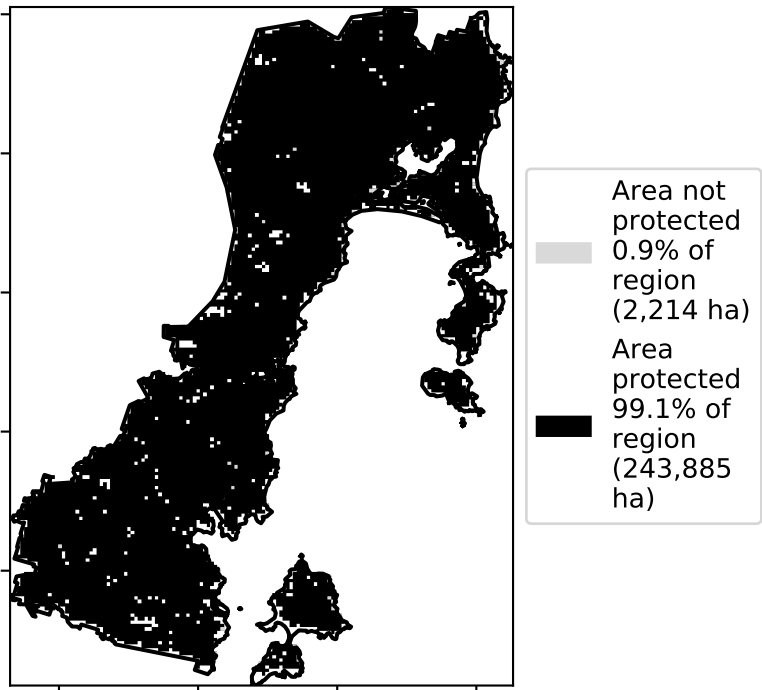 Area not
protected
0.9% of
region
(2,214 ha)
Area
protected
99.1% of
region
(243,885
ha)